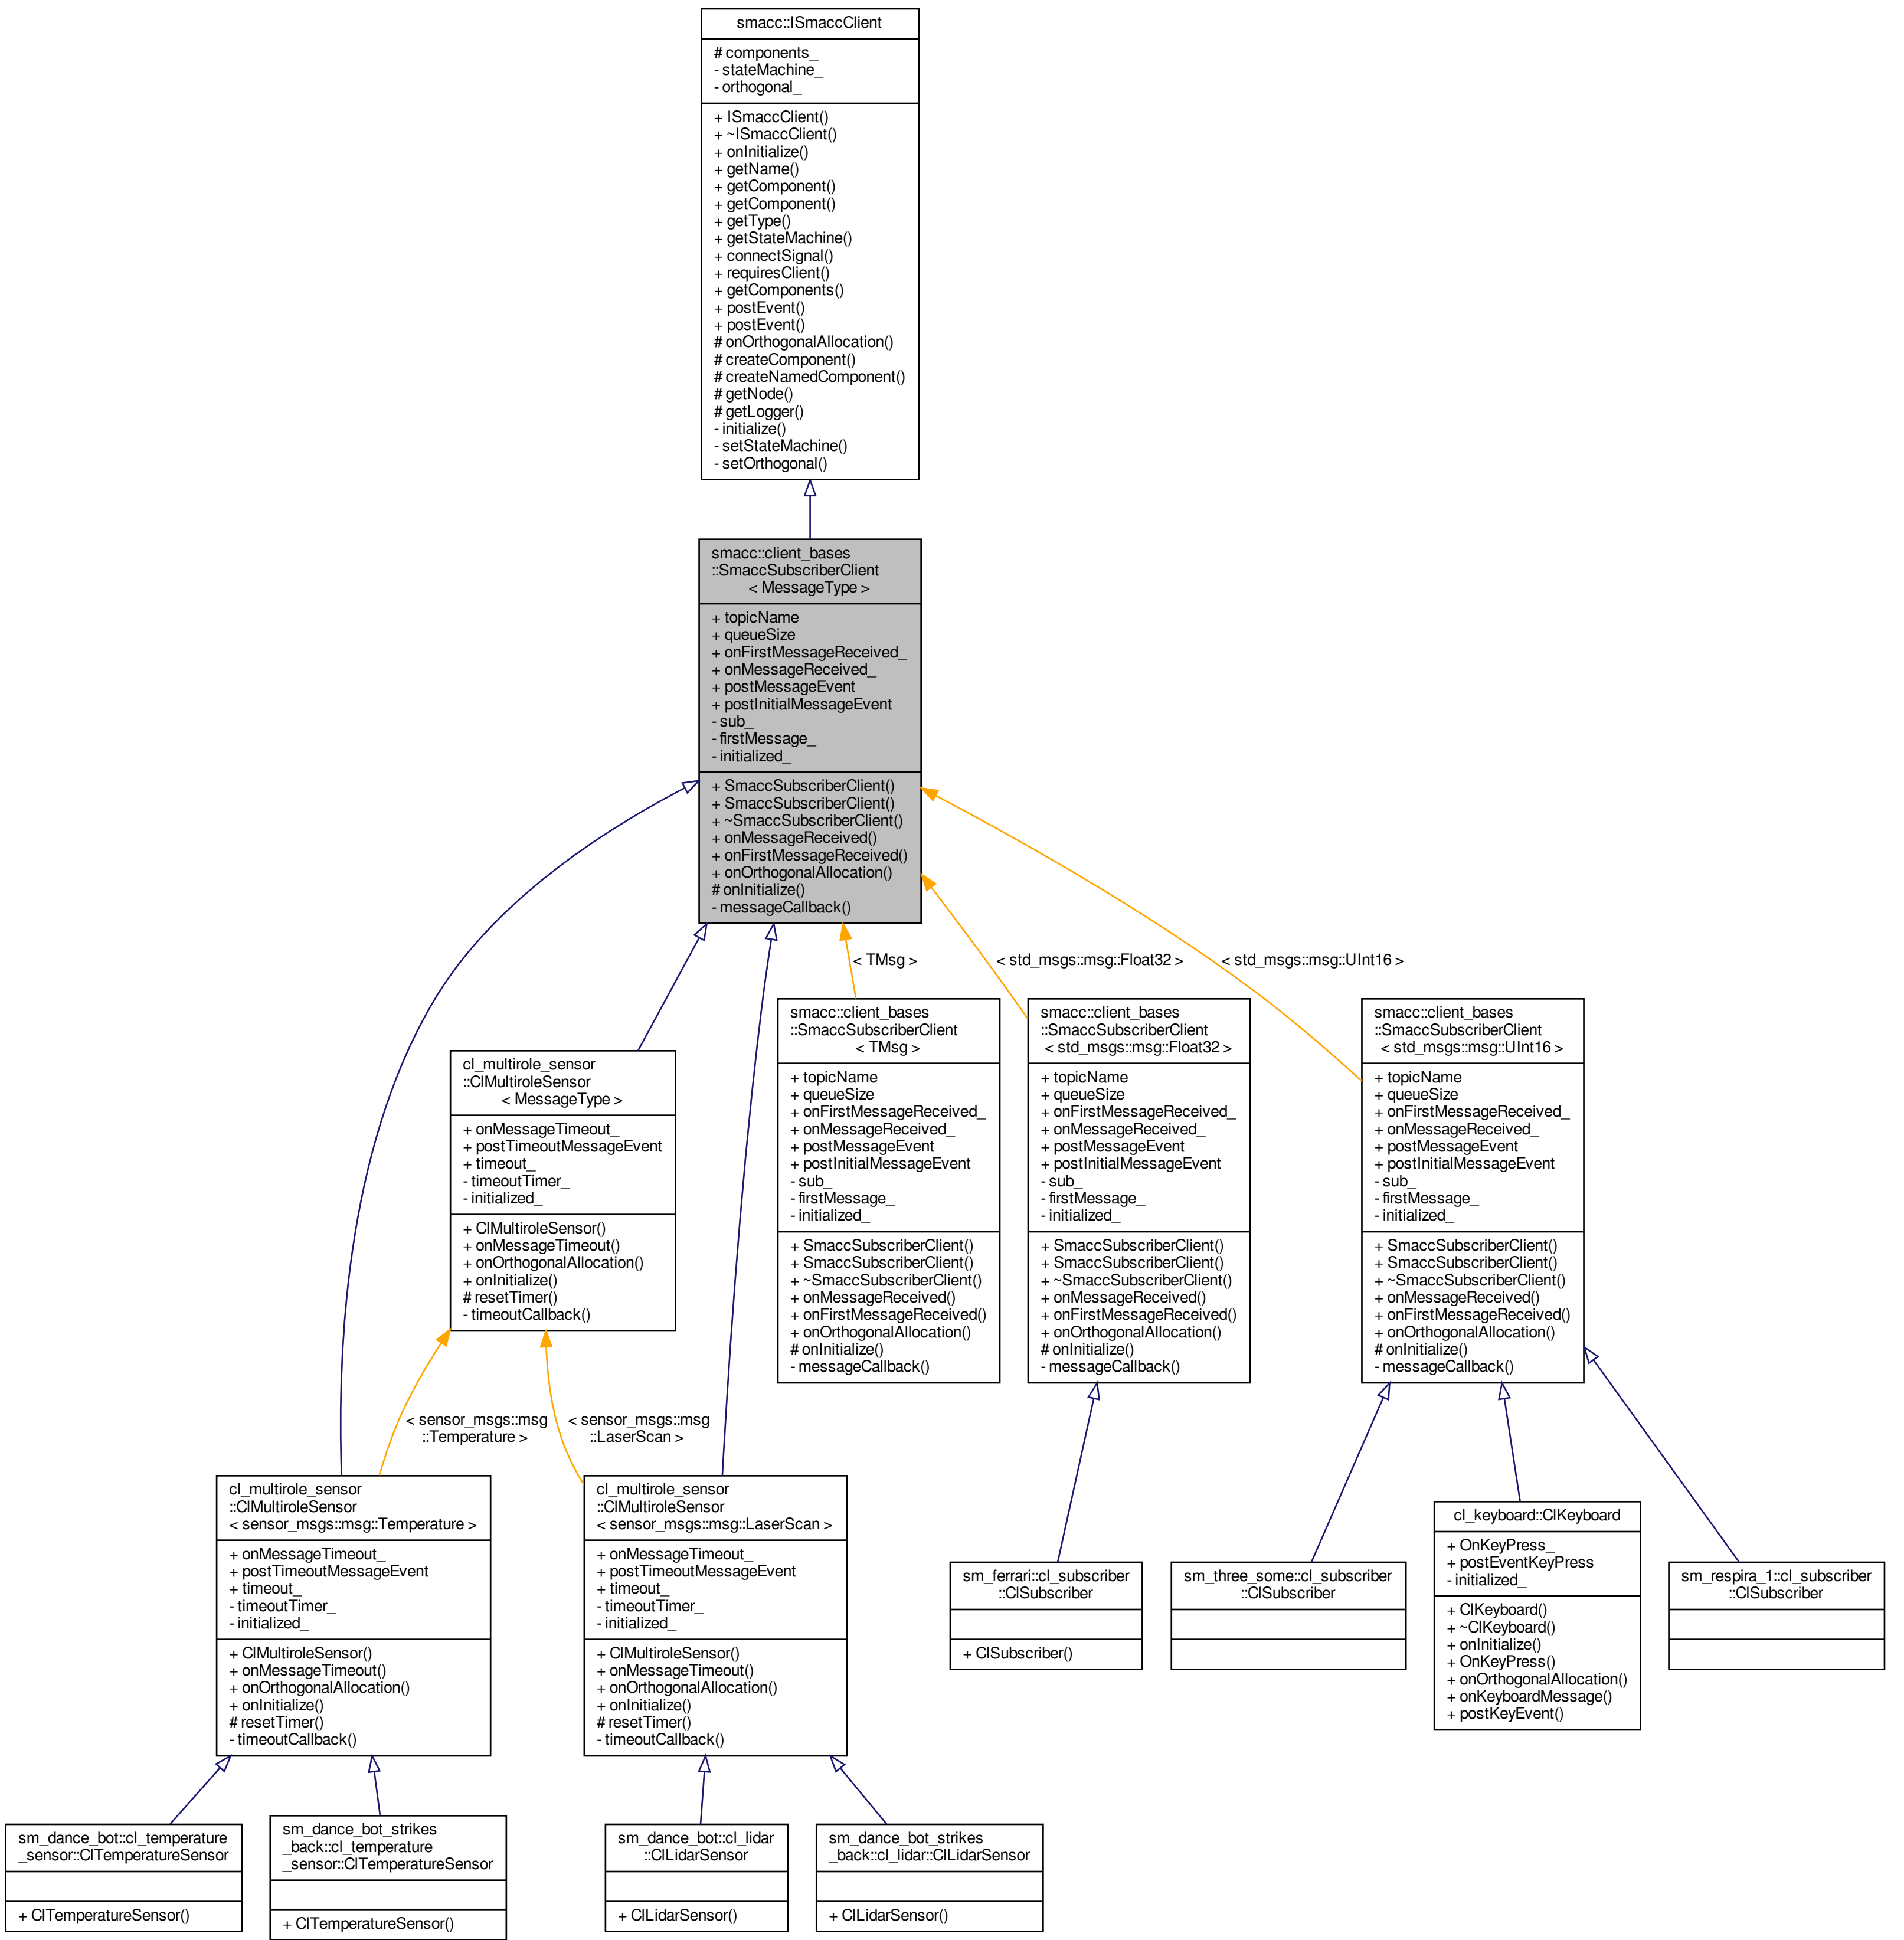 smacc::ISmaccClient
# components_
- stateMachine_
- orthogonal_
+ ISmaccClient()
+ ~ISmaccClient()
+ onInitialize()
+ getName()
+ getComponent()
+ getComponent()
+ getType()
+ getStateMachine()
+ connectSignal()
+ requiresClient()
+ getComponents()
+ postEvent()
+ postEvent()
# onOrthogonalAllocation()
# createComponent()
# createNamedComponent()
# getNode()
# getLogger()
- initialize()
- setStateMachine()
- setOrthogonal()
smacc::client_bases
::SmaccSubscriberClient
< MessageType >
+ topicName
+ queueSize
+ onFirstMessageReceived_
+ onMessageReceived_
+ postMessageEvent
+ postInitialMessageEvent
- sub_
- firstMessage_
- initialized_
+ SmaccSubscriberClient()
+ SmaccSubscriberClient()
+ ~SmaccSubscriberClient()
+ onMessageReceived()
+ onFirstMessageReceived()
+ onOrthogonalAllocation()
# onInitialize()
- messageCallback()
< TMsg >
< std_msgs::msg::Float32 >
< std_msgs::msg::UInt16 >
cl_multirole_sensor
::ClMultiroleSensor
< MessageType >
+ onMessageTimeout_
+ postTimeoutMessageEvent
+ timeout_
- timeoutTimer_
- initialized_
+ ClMultiroleSensor()
+ onMessageTimeout()
+ onOrthogonalAllocation()
+ onInitialize()
# resetTimer()
- timeoutCallback()
smacc::client_bases
::SmaccSubscriberClient
< TMsg >
+ topicName
+ queueSize
+ onFirstMessageReceived_
+ onMessageReceived_
+ postMessageEvent
+ postInitialMessageEvent
- sub_
- firstMessage_
- initialized_
+ SmaccSubscriberClient()
+ SmaccSubscriberClient()
+ ~SmaccSubscriberClient()
+ onMessageReceived()
+ onFirstMessageReceived()
+ onOrthogonalAllocation()
# onInitialize()
- messageCallback()
smacc::client_bases
::SmaccSubscriberClient
< std_msgs::msg::Float32 >
+ topicName
+ queueSize
+ onFirstMessageReceived_
+ onMessageReceived_
+ postMessageEvent
+ postInitialMessageEvent
- sub_
- firstMessage_
- initialized_
+ SmaccSubscriberClient()
+ SmaccSubscriberClient()
+ ~SmaccSubscriberClient()
+ onMessageReceived()
+ onFirstMessageReceived()
+ onOrthogonalAllocation()
# onInitialize()
- messageCallback()
smacc::client_bases
::SmaccSubscriberClient
< std_msgs::msg::UInt16 >
+ topicName
+ queueSize
+ onFirstMessageReceived_
+ onMessageReceived_
+ postMessageEvent
+ postInitialMessageEvent
- sub_
- firstMessage_
- initialized_
+ SmaccSubscriberClient()
+ SmaccSubscriberClient()
+ ~SmaccSubscriberClient()
+ onMessageReceived()
+ onFirstMessageReceived()
+ onOrthogonalAllocation()
# onInitialize()
- messageCallback()
< sensor_msgs::msg
::Temperature >
< sensor_msgs::msg
::LaserScan >
cl_multirole_sensor
::ClMultiroleSensor
< sensor_msgs::msg::Temperature >
+ onMessageTimeout_
+ postTimeoutMessageEvent
+ timeout_
- timeoutTimer_
- initialized_
+ ClMultiroleSensor()
+ onMessageTimeout()
+ onOrthogonalAllocation()
+ onInitialize()
# resetTimer()
- timeoutCallback()
cl_multirole_sensor
::ClMultiroleSensor
< sensor_msgs::msg::LaserScan >
+ onMessageTimeout_
+ postTimeoutMessageEvent
+ timeout_
- timeoutTimer_
- initialized_
+ ClMultiroleSensor()
+ onMessageTimeout()
+ onOrthogonalAllocation()
+ onInitialize()
# resetTimer()
- timeoutCallback()
sm_ferrari::cl_subscriber
::ClSubscriber
+ ClSubscriber()
sm_three_some::cl_subscriber
::ClSubscriber
cl_keyboard::ClKeyboard
+ OnKeyPress_
+ postEventKeyPress
- initialized_
+ ClKeyboard()
+ ~ClKeyboard()
+ onInitialize()
+ OnKeyPress()
+ onOrthogonalAllocation()
+ onKeyboardMessage()
+ postKeyEvent()
sm_respira_1::cl_subscriber
::ClSubscriber
sm_dance_bot::cl_temperature
_sensor::ClTemperatureSensor
+ ClTemperatureSensor()
sm_dance_bot_strikes
_back::cl_temperature
_sensor::ClTemperatureSensor
+ ClTemperatureSensor()
sm_dance_bot::cl_lidar
::ClLidarSensor
+ ClLidarSensor()
sm_dance_bot_strikes
_back::cl_lidar::ClLidarSensor
+ ClLidarSensor()